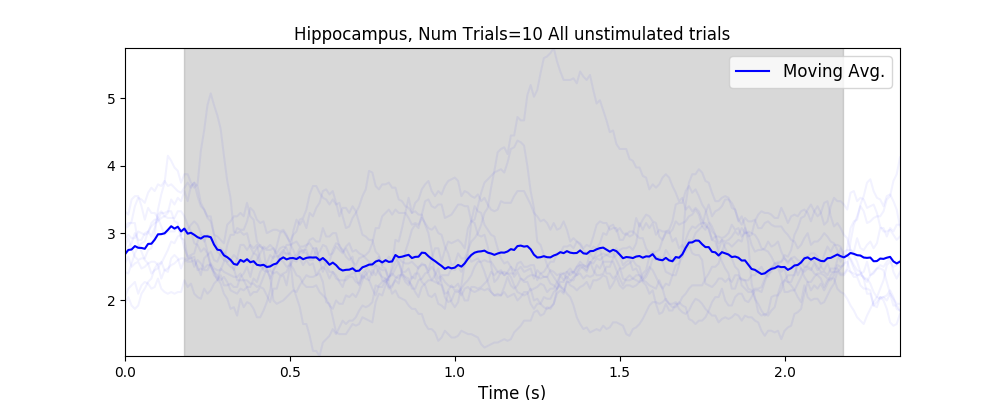 Hippocampus, Num Trials=10 All unstimulated trials
Moving Avg.
5
4
3
2
0.0 0.5 1.0 1.5 2.0
Time (s)